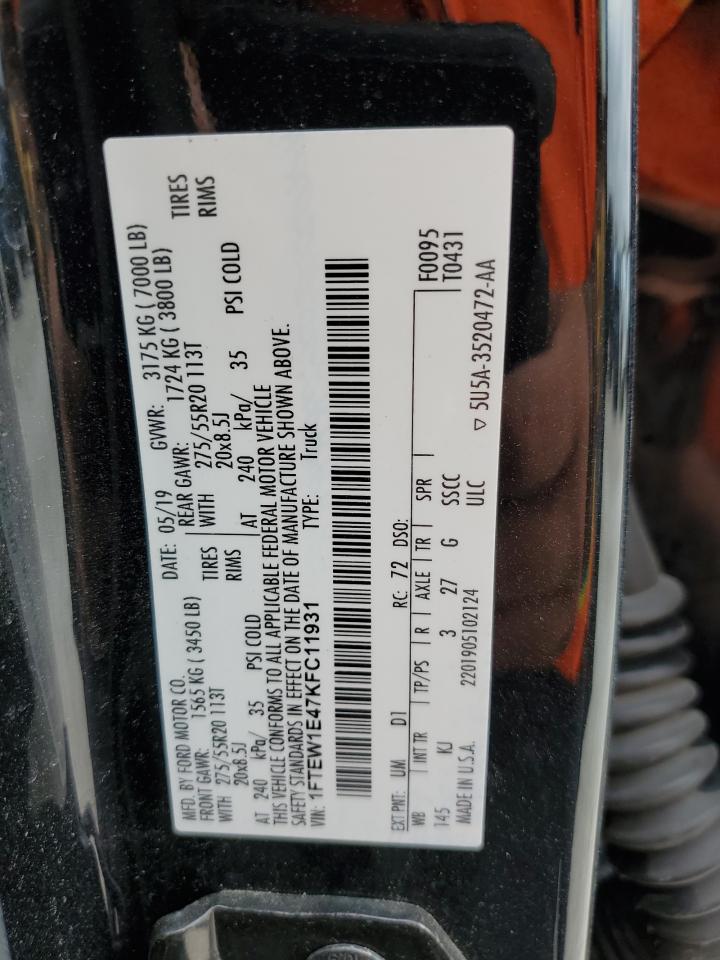 MFD. BY FORD MOTOR CO.
DATE: 05/19 GVWR: 3175 KG ( 7000 LB)
FRONT GAWR: 1565 KG ( 3450 LB) REAR GAWR: 1724 KG ( 3800 LB)
WITH 275/55R20 113T TIRES WITH 275/55R20 113T TIRES
20x8.5J RIMS 20x8.5J RIMS
AT 240 kPa/ 35 PSI COLD AT 240 kPa/ 35 PSI COLD
THIS VEHICLE CONFORMS TO ALL APPLICABLE FEDERAL MOTOR VEHICLE
SAFETY STANDARDS IN EFFECT ON THE DATE OF MANUFACTURE SHOWN ABOVE.
VIN: 1FTEW1E47KFC11931 TYPE: Truck
EXT PNT: UM D1 RC: 72 DSO: F0095
WB INT TR TP/PS R AXLE TR SPR T0431
145 KJ 3 27 G SSCC
MADE IN U.S.A. 2201905102124 ULC ▽ 5U5A-3520472-AA